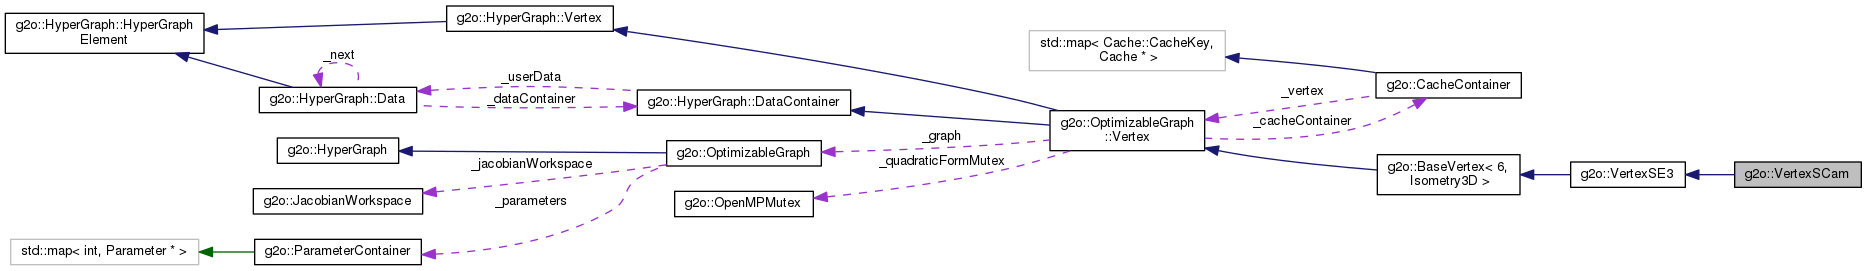 g2o::HyperGraph::HyperGraph
Element
g2o::HyperGraph::Vertex
_next
g2o::HyperGraph::Data
_userData
_dataContainer
g2o::HyperGraph::DataContainer
std::map< Cache::CacheKey,
Cache * >
g2o::CacheContainer
_vertex
_cacheContainer
g2o::OptimizableGraph
::Vertex
_graph
_quadraticFormMutex
g2o::HyperGraph
g2o::OptimizableGraph
_jacobianWorkspace
_parameters
g2o::JacobianWorkspace
g2o::OpenMPMutex
g2o::BaseVertex< 6,
Isometry3D >
g2o::VertexSE3
g2o::VertexSCam
std::map< int, Parameter * >
g2o::ParameterContainer